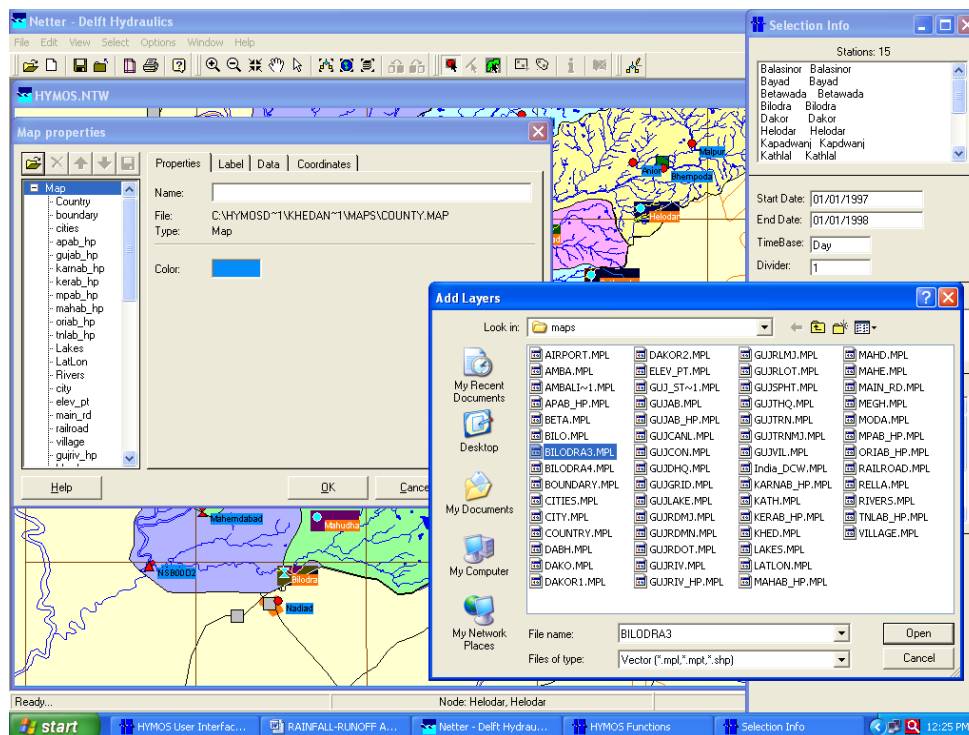 Netter - Delft Hydraulics
File Edit View Select Options Window Help
HYMOS.NTW
Map properties
Properties Label Data Coordinates
Map
Country
boundary
cities
apab_hp
gujab_hp
karnab_hp
kerab_hp
mpab_hp
mahab_hp
oriab_hp
tnlab_hp
Lakes
LatLon
Rivers
city
elev_pt
main_rd
railroad
village
gujriv_hp
Name:
File: C:\HYMOSD~1\KHEDAN~1\MAPS\COUNTY.MAP
Type: Map
Color:
Help
OK
Cance
Malpur
Anior
Bhempoda
Helodar
Mahemdabad
Mahudha
NSB00D2
Bilodra
Nadiad
Selection Info
Stations: 15
Balasinor Balasinor
Bayad Bayad
Betawada Betawada
Bilodra Bilodra
Dakor Dakor
Helodar Helodar
Kapadwanj Kapdwanj
Kathlal Kathlal
Start Date: 01/01/1997
End Date: 01/01/1998
TimeBase: Day
Divider: 1
Add Layers
Look in: maps
My Recent Documents
Desktop
My Documents
My Computer
My Network Places
AIRPORT.MPL
AMBA.MPL
AMBALI~1.MPL
APAB_HP.MPL
BETA.MPL
BILO.MPL
BILODRA3.MPL
BILODRA4.MPL
BOUNDARY.MPL
CITIES.MPL
CITY.MPL
COUNTRY.MPL
DABH.MPL
DAKO.MPL
DAKOR1.MPL
DAKOR2.MPL
ELEV_PT.MPL
GUJ_ST~1.MPL
GUJAB.MPL
GUJAB_HP.MPL
GUJCANL.MPL
GUJCON.MPL
GUJDHQ.MPL
GUJGRID.MPL
GUJLAKE.MPL
GUJRDMJ.MPL
GUJRDMN.MPL
GUJRDOT.MPL
GUJRIV.MPL
GUJRIV_HP.MPL
GUJRLMJ.MPL
GUJRLOT.MPL
GUJSPHT.MPL
GUJTHQ.MPL
GUJTRN.MPL
GUJTRNMJ.MPL
GUJVIL.MPL
India_DCW.MPL
KARNAB_HP.MPL
KATH.MPL
KERAB_HP.MPL
KHED.MPL
LAKES.MPL
LATLON.MPL
MAHAB_HP.MPL
MAHD.MPL
MAHE.MPL
MAIN_RD.MPL
MEGH.MPL
MODA.MPL
MPAB_HP.MPL
ORIAB_HP.MPL
RAILROAD.MPL
RELLA.MPL
RIVERS.MPL
TNLAB_HP.MPL
VILLAGE.MPL
File name: BILODRA3
Open
Files of type: Vector (*.mpl,*.mpt,*.shp)
Cancel
Ready...
Node: Helodar, Helodar
start
HYMOS User Interfac...
RAINFALL-RUNOFF A...
Netter - Delft Hydrau...
HYMOS Functions
Selection Info
12:25 PM